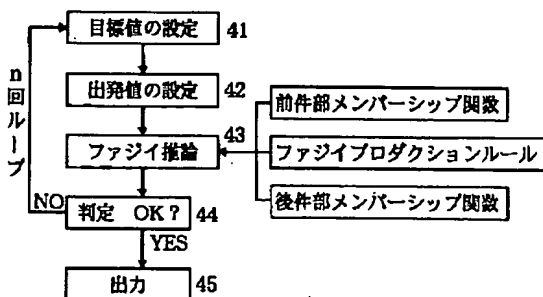 目標値の設定 41
n回ループ
出発値の設定 42
前件部メンバーシップ関数
43
ファジイ推論
ファジイプロダクションルール
NO
判定 OK? 44
後件部メンバーシップ関数
YES
出力 45